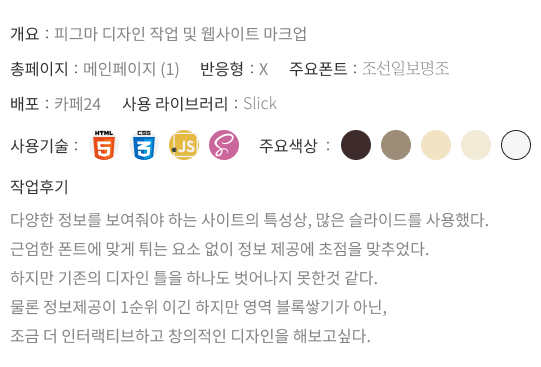 개요 : 피그마 디자인 작업 및 웹사이트 마크업
총페이지 : 메인페이지 (1) 반응형 : X 주요폰트 : 조선일보명조
배포 : 카페24 사용 라이브러리 : Slick
사용기술 : HTML 5 CSS 3 .JS 주요색상 :
작업후기
다양한 정보를 보여줘야 하는 사이트의 특성상, 많은 슬라이드를 사용했다.
근엄한 폰트에 맞게 튀는 요소 없이 정보 제공에 초점을 맞추었다.
하지만 기존의 디자인 틀을 하나도 벗어나지 못한것 같다.
물론 정보제공이 1순위 이긴 하지만 영역 블록쌓기가 아닌,
조금 더 인터랙티브하고 창의적인 디자인을 해보고싶다.